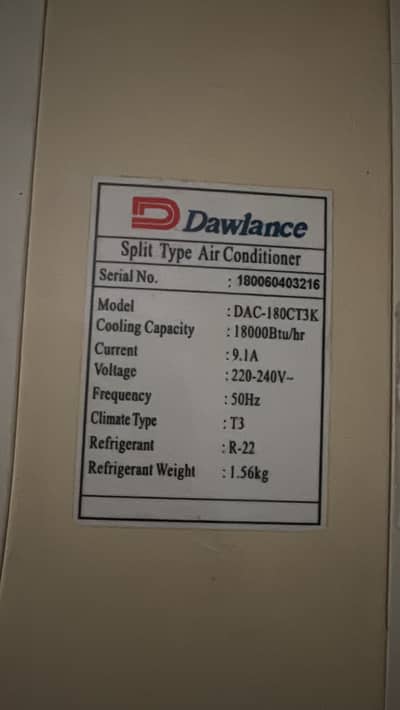 Dawlance
Split Type Air Conditioner
Serial No. : 180060403216
Model : DAC-180CT3K
Cooling Capacity : 18000Btu/hr
Current : 9.1A
Voltage : 220-240V~
Frequency : 50Hz
Climate Type : T3
Refrigerant : R-22
Refrigerant Weight : 1.56kg